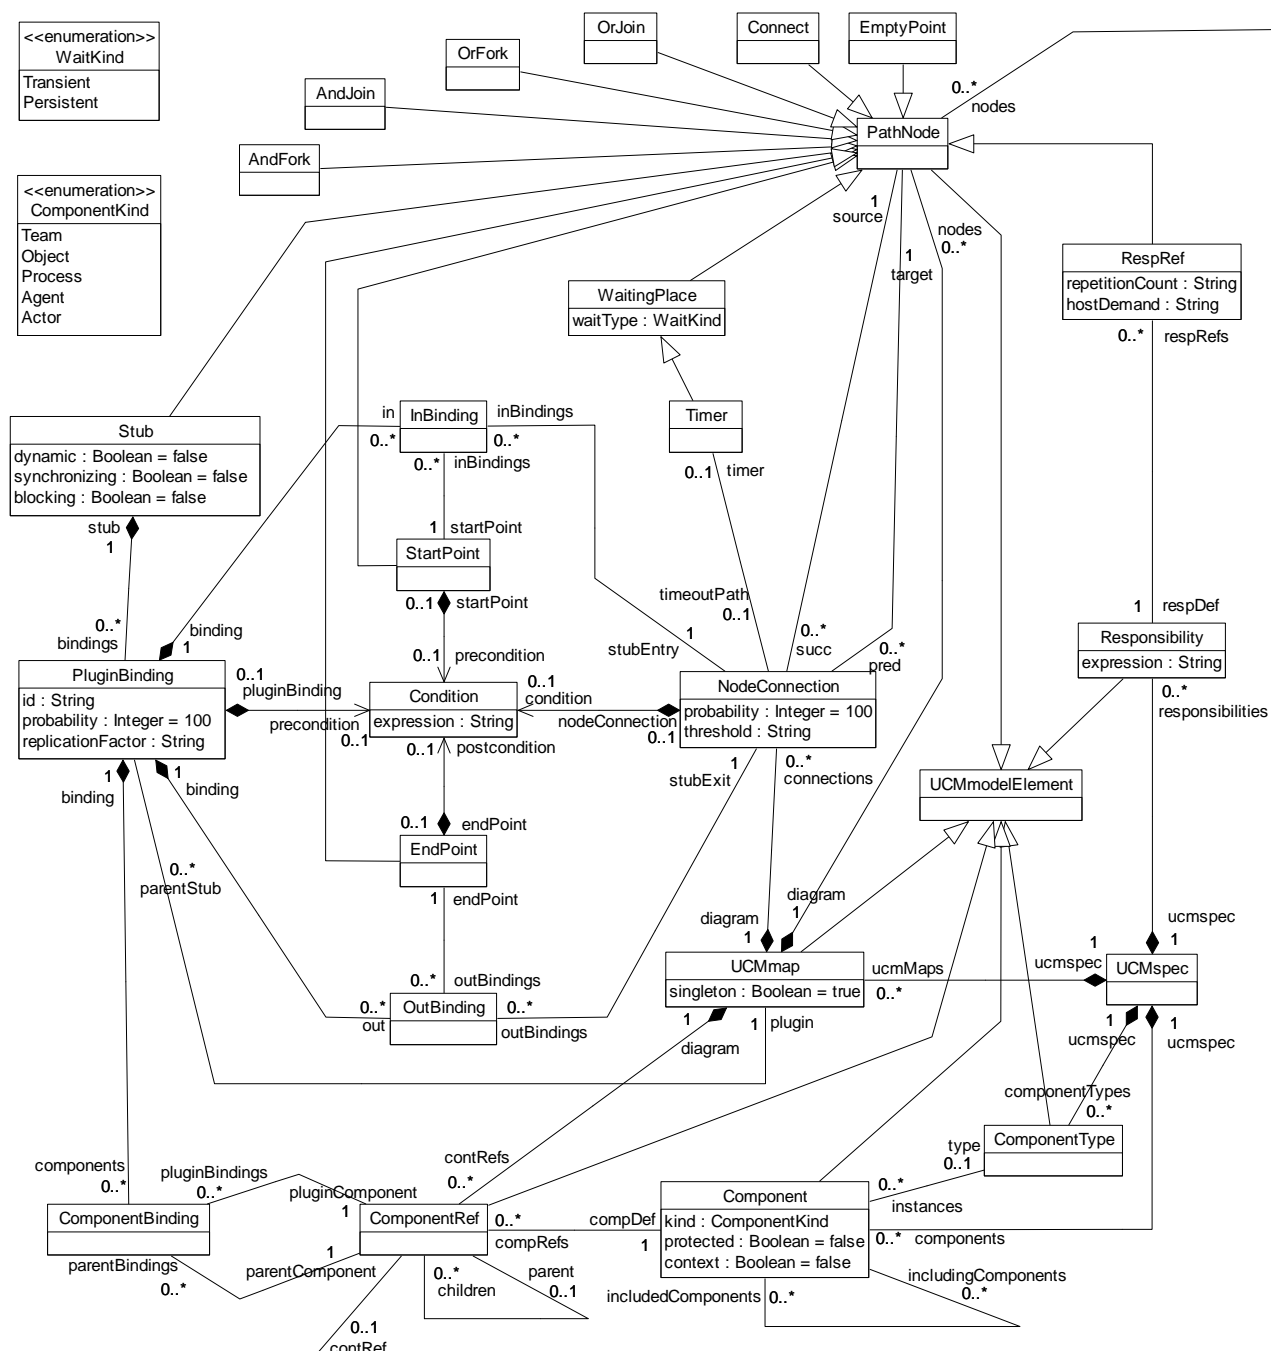 <<enumeration>>
WaitKind
Transient
Persistent
OrJoin
Connect
EmptyPoint
OrFork
AndJoin
AndFork
0..*
nodes
PathNode
<<enumeration>>
ComponentKind
Team
Object
Process
Agent
Actor
1
source
nodes
0..*
1
target
RespRef
repetitionCount : String
hostDemand : String
0..*
respRefs
WaitingPlace
waitType : WaitKind
Stub
dynamic : Boolean = false
synchronizing : Boolean = false
blocking : Boolean = false
stub
1
in
0..*
InBinding
inBindings
0..*
0..*
inBindings
Timer
0..1
timer
1
startPoint
StartPoint
0..1
startPoint
timeoutPath
0..1
1
respDef
0..*
bindings
binding
1
1
stubEntry
0..*
succ
0..*
pred
Responsibility
expression : String
0..*
responsibilities
PluginBinding
id : String
probability : Integer = 100
replicationFactor : String
0..1
pluginBinding
0..1
precondition
precondition
0..1
Condition
expression : String
0..1
condition
nodeConnection
0..1
0..1
postcondition
NodeConnection
probability : Integer = 100
threshold : String
1
binding
1
binding
1
stubExit
0..*
connections
UCMmodelElement
0..1
endPoint
EndPoint
1
endPoint
0..*
parentStub
diagram
1
diagram
1
0..*
outBindings
0..*
out
OutBinding
0..*
outBindings
UCMmap
singleton : Boolean = true
ucmMaps
0..*
1
ucmspec
ucmspec
1
UCMspec
1
diagram
1
plugin
1
ucmspec
1
ucmspec
componentTypes
0..*
ComponentType
type
0..1
components
0..*
pluginBindings
0..*
pluginComponent
1
contRefs
0..*
ComponentBinding
parentBindings
0..*
ComponentRef
1
parentComponent
0..*
compRefs
compDef
1
Component
kind : ComponentKind
protected : Boolean = false
context : Boolean = false
0..*
instances
0..*
components
0..*
children
parent
0..1
includedComponents
0..*
includingComponents
0..*
0..1
contRef